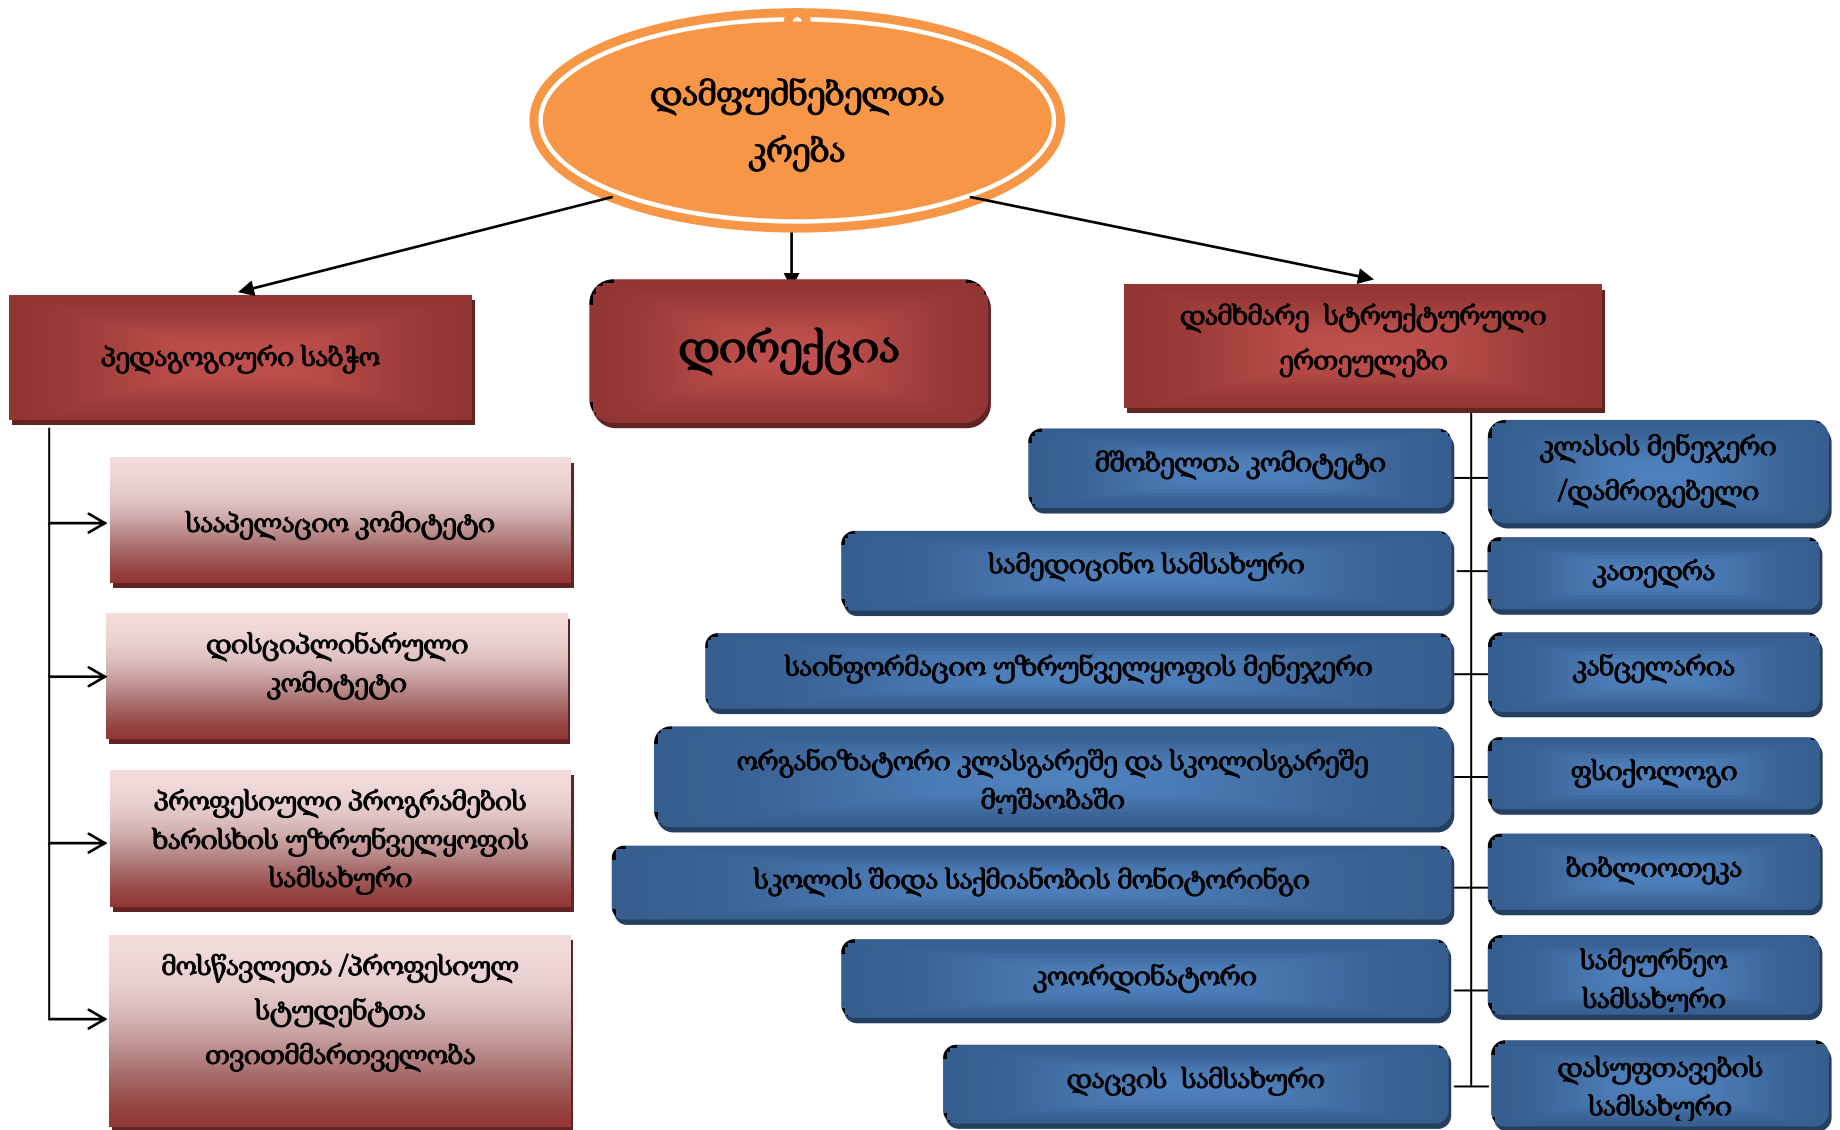 დამფუძნებელთა
კრება
პედაგოგიური საბჭო
დირექცია
დამხმარე სტრუქტურული
ერთეულები
სააპელაციო კომიტეტი
დისციპლინარული
კომიტეტი
პროფესიული პროგრამების
ხარისხის უზრუნველყოფის
სამსახური
მოსწავლეთა /პროფესიულ
სტუდენტთა
თვითმმართველობა
მშობელთა კომიტეტი
კლასის მენეჯერი
/დამრიგებელი
სამედიცინო სამსახური
კათედრა
საინფორმაციო უზრუნველყოფის მენეჯერი
კანცელარია
ორგანიზატორი კლასგარეშე და სკოლისგარეშე
მუშაობაში
ფსიქოლოგი
სკოლის შიდა საქმიანობის მონიტორინგი
ბიბლიოთეკა
კოორდინატორი
სამეურნეო
სამსახური
დაცვის სამსახური
დასუფთავების
სამსახური